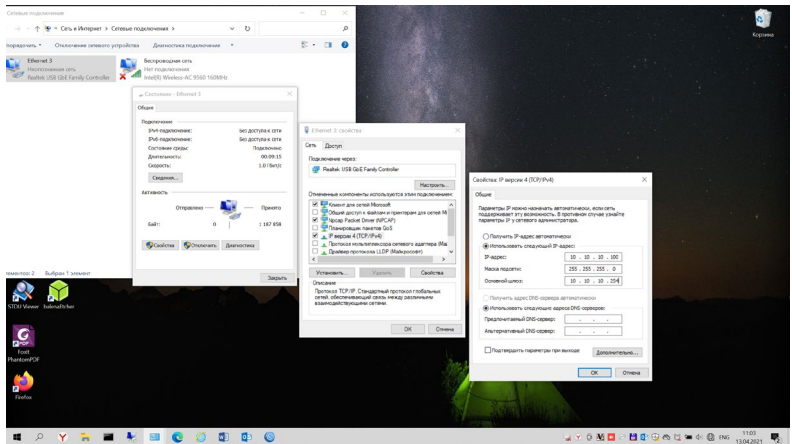 Сетевые подключения
Сеть и Интернет > Сетевые подключения >
Отключение сетевого устройства
Диагностика подключения
Ethernet 3
Неопознанная сеть
Realtek USB GbE Family Controller
Беспроводная сеть
Нет подключения
Intel(R) Wireless-AC 9560 160MHz
Корзина
Состояние - Ethernet 3
Общие
Подключение
IPv4-подключение: Без доступа к сети
IPv6-подключение: Без доступа к сети
Состояние среды: Подключено
Длительность: 00:09:15
Скорость: 1.0 Гбит/с
Сведения...
Активность
Отправлено — — Принято
Байт: 0 187 858
Свойства
Отключить
Диагностика
Закрыть
Выбран 1 элемент
Ethernet 3: свойства
Сеть Доступ
Подключение через:
Realtek USB GbE Family Controller
Настроить...
Отмеченные компоненты используются этим подключением:
Клиент для сетей Microsoft
Общий доступ к файлам и принтерам для сетей Mi
Npcap Packet Driver (NPCAP)
Планировщик пакетов QoS
IP версии 4 (TCP/IPv4)
Протокол мультиплексора сетевого адаптера (Май
Драйвер протокола LLDP (Майкрософт)
Установить... Удалить Свойства
Описание
Протокол TCP/IP. Стандартный протокол глобальных
сетей, обеспечивающий связь между различными
взаимодействующими сетями.
OK Отмена
Свойства: IP версии 4 (TCP/IPv4)
Общие
Параметры IP можно назначать автоматически, если сеть
поддерживает эту возможность. В противном случае узнайте
параметры IP у сетевого администратора.
Получить IP-адрес автоматически
Использовать следующий IP-адрес:
IP-адрес: 10 . 10 . 10 . 100
Маска подсети: 255 . 255 . 255 . 0
Основной шлюз: 10 . 10 . 10 . 254
Получить адрес DNS-сервера автоматически
Использовать следующие адреса DNS-серверов:
Предпочитаемый DNS-сервер: . . .
Альтернативный DNS-сервер: . . .
Подтвердить параметры при выходе
Дополнительно...
OK Отмена
STDU Viewer
balenaEtcher
Foxit
PhantomPDF
Firefox
ENG
11:03
13.04.2021